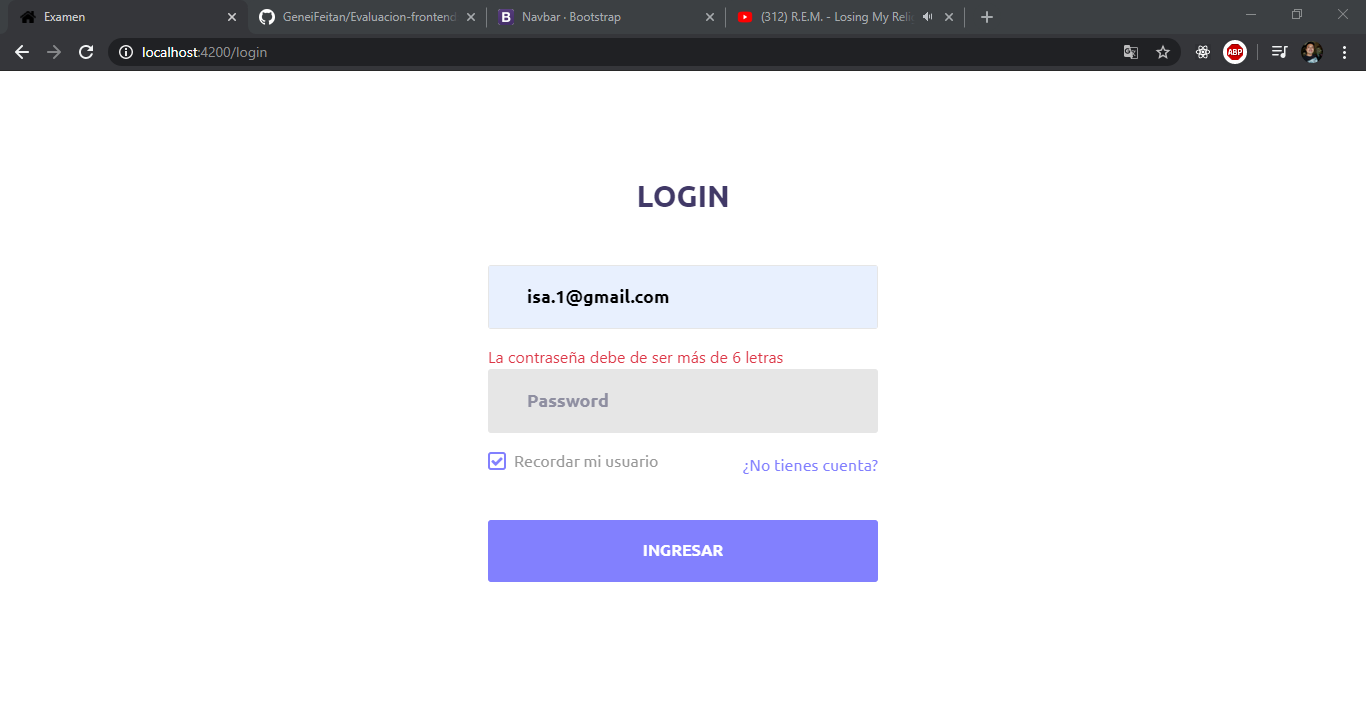 Examen
GeneiFeitan/Evaluacion-frontend
B Navbar · Bootstrap
(312) R.E.M. - Losing My Reli
localhost:4200/login
ABP
LOGIN
isa.1@gmail.com
La contraseña debe de ser más de 6 letras
Password
Recordar mi usuario
¿No tienes cuenta?
INGRESAR